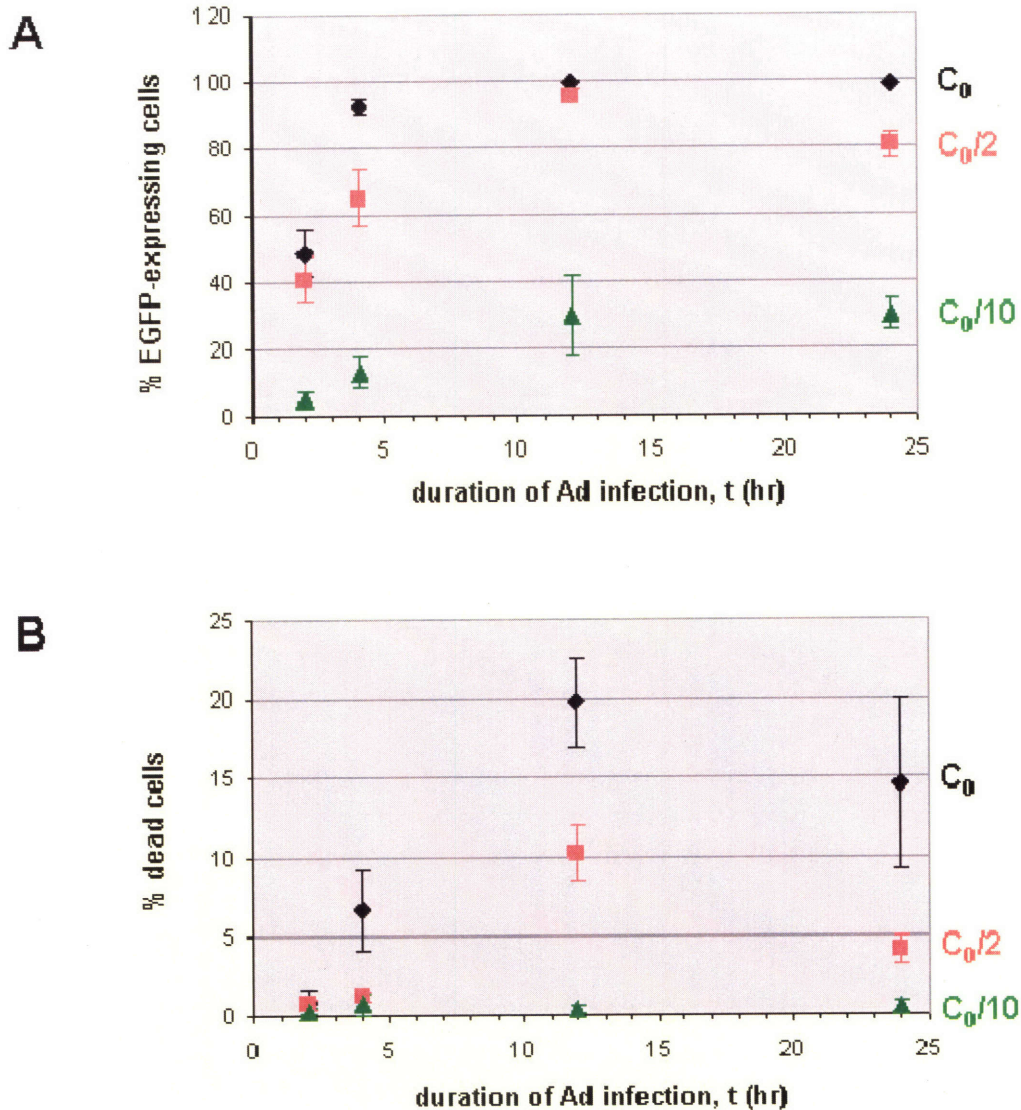 A
120
100
80
60
40
20
0
% EGFP-expressing cells
0 5 10 15 20 25
duration of Ad infection, t (hr)
C₀
C₀/2
C₀/10
B
25
20
15
10
5
0
% dead cells
0 5 10 15 20 25
duration of Ad infection, t (hr)
C₀
C₀/2
C₀/10